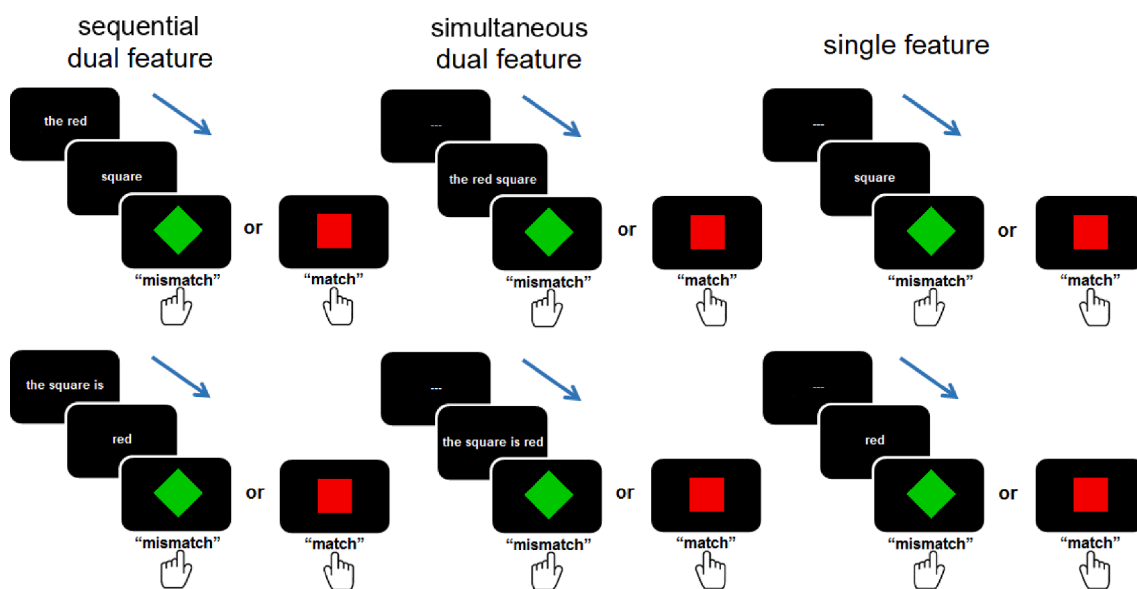 sequential
dual feature
simultaneous
dual feature
single feature
the red
square
or
“mismatch”
“match”
---
the red square
or
“mismatch”
“match”
---
square
or
“mismatch”
“match”
the square is
red
or
“mismatch”
“match”
---
the square is red
or
“mismatch”
“match”
---
red
or
“mismatch”
“match”